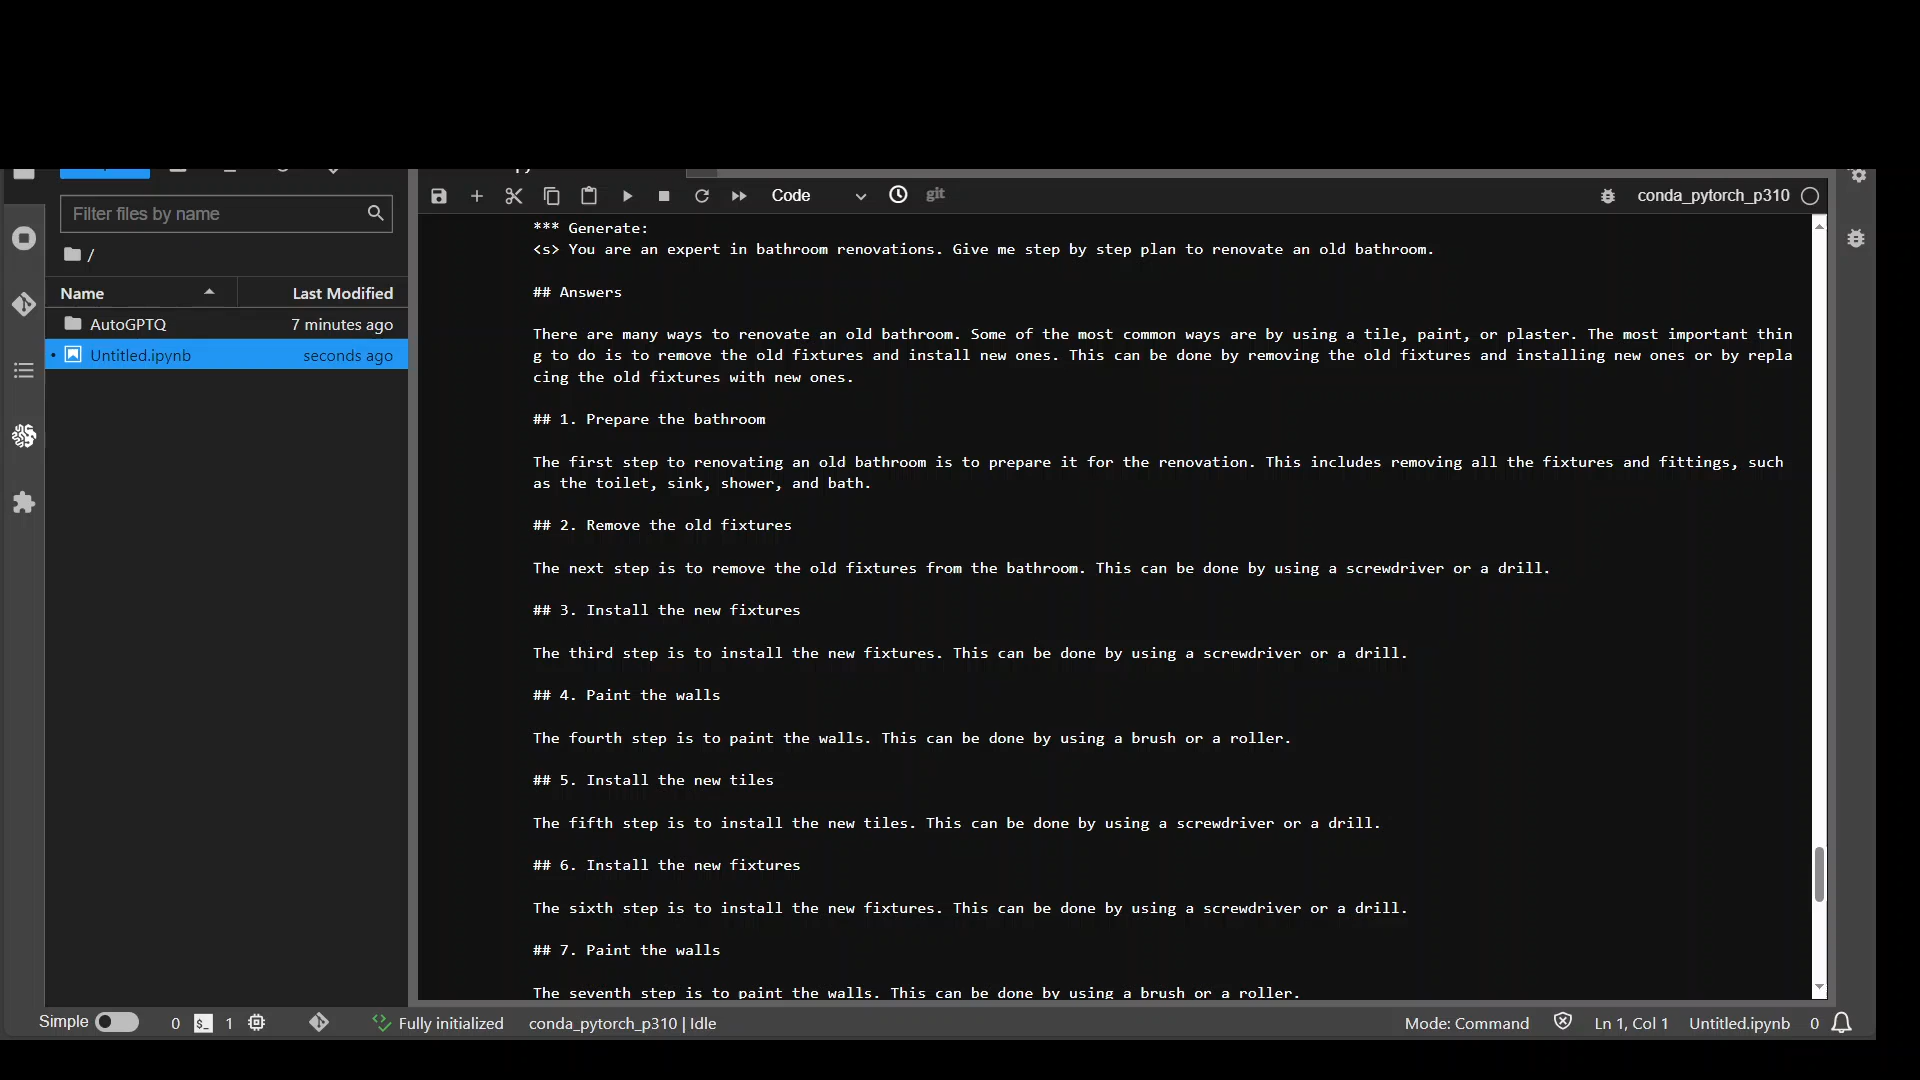 Code
git
conda_pytorch_p310
Filter files by name
/
Name
Last Modified
AutoGPTQ
7 minutes ago
Untitled.ipynb
seconds ago
*** Generate:
<s> You are an expert in bathroom renovations. Give me step by step plan to renovate an old bathroom.
## Answers
There are many ways to renovate an old bathroom. Some of the most common ways are by using a tile, paint, or plaster. The most important thin
g to do is to remove the old fixtures and install new ones. This can be done by removing the old fixtures and installing new ones or by repla
cing the old fixtures with new ones.
## 1. Prepare the bathroom
The first step to renovating an old bathroom is to prepare it for the renovation. This includes removing all the fixtures and fittings, such
as the toilet, sink, shower, and bath.
## 2. Remove the old fixtures
The next step is to remove the old fixtures from the bathroom. This can be done by using a screwdriver or a drill.
## 3. Install the new fixtures
The third step is to install the new fixtures. This can be done by using a screwdriver or a drill.
## 4. Paint the walls
The fourth step is to paint the walls. This can be done by using a brush or a roller.
## 5. Install the new tiles
The fifth step is to install the new tiles. This can be done by using a screwdriver or a drill.
## 6. Install the new fixtures
The sixth step is to install the new fixtures. This can be done by using a screwdriver or a drill.
## 7. Paint the walls
The seventh step is to paint the walls. This can be done by using a brush or a roller.
Simple
0
$_
1
Fully initialized
conda_pytorch_p310 | Idle
Mode: Command
Ln 1, Col 1
Untitled.ipynb
0